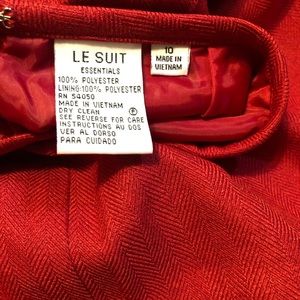 LE SUIT
ESSENTIALS
100% POLYESTER
LINING:100% POLYESTER
RN 54050
MADE IN VIETNAM
DRY CLEAN ®
SEE REVERSE FOR CARE
INSTRUCTIONS AU DOS
VER AL DORSO
PARA CUIDADO
10
MADE IN
VIETNAM